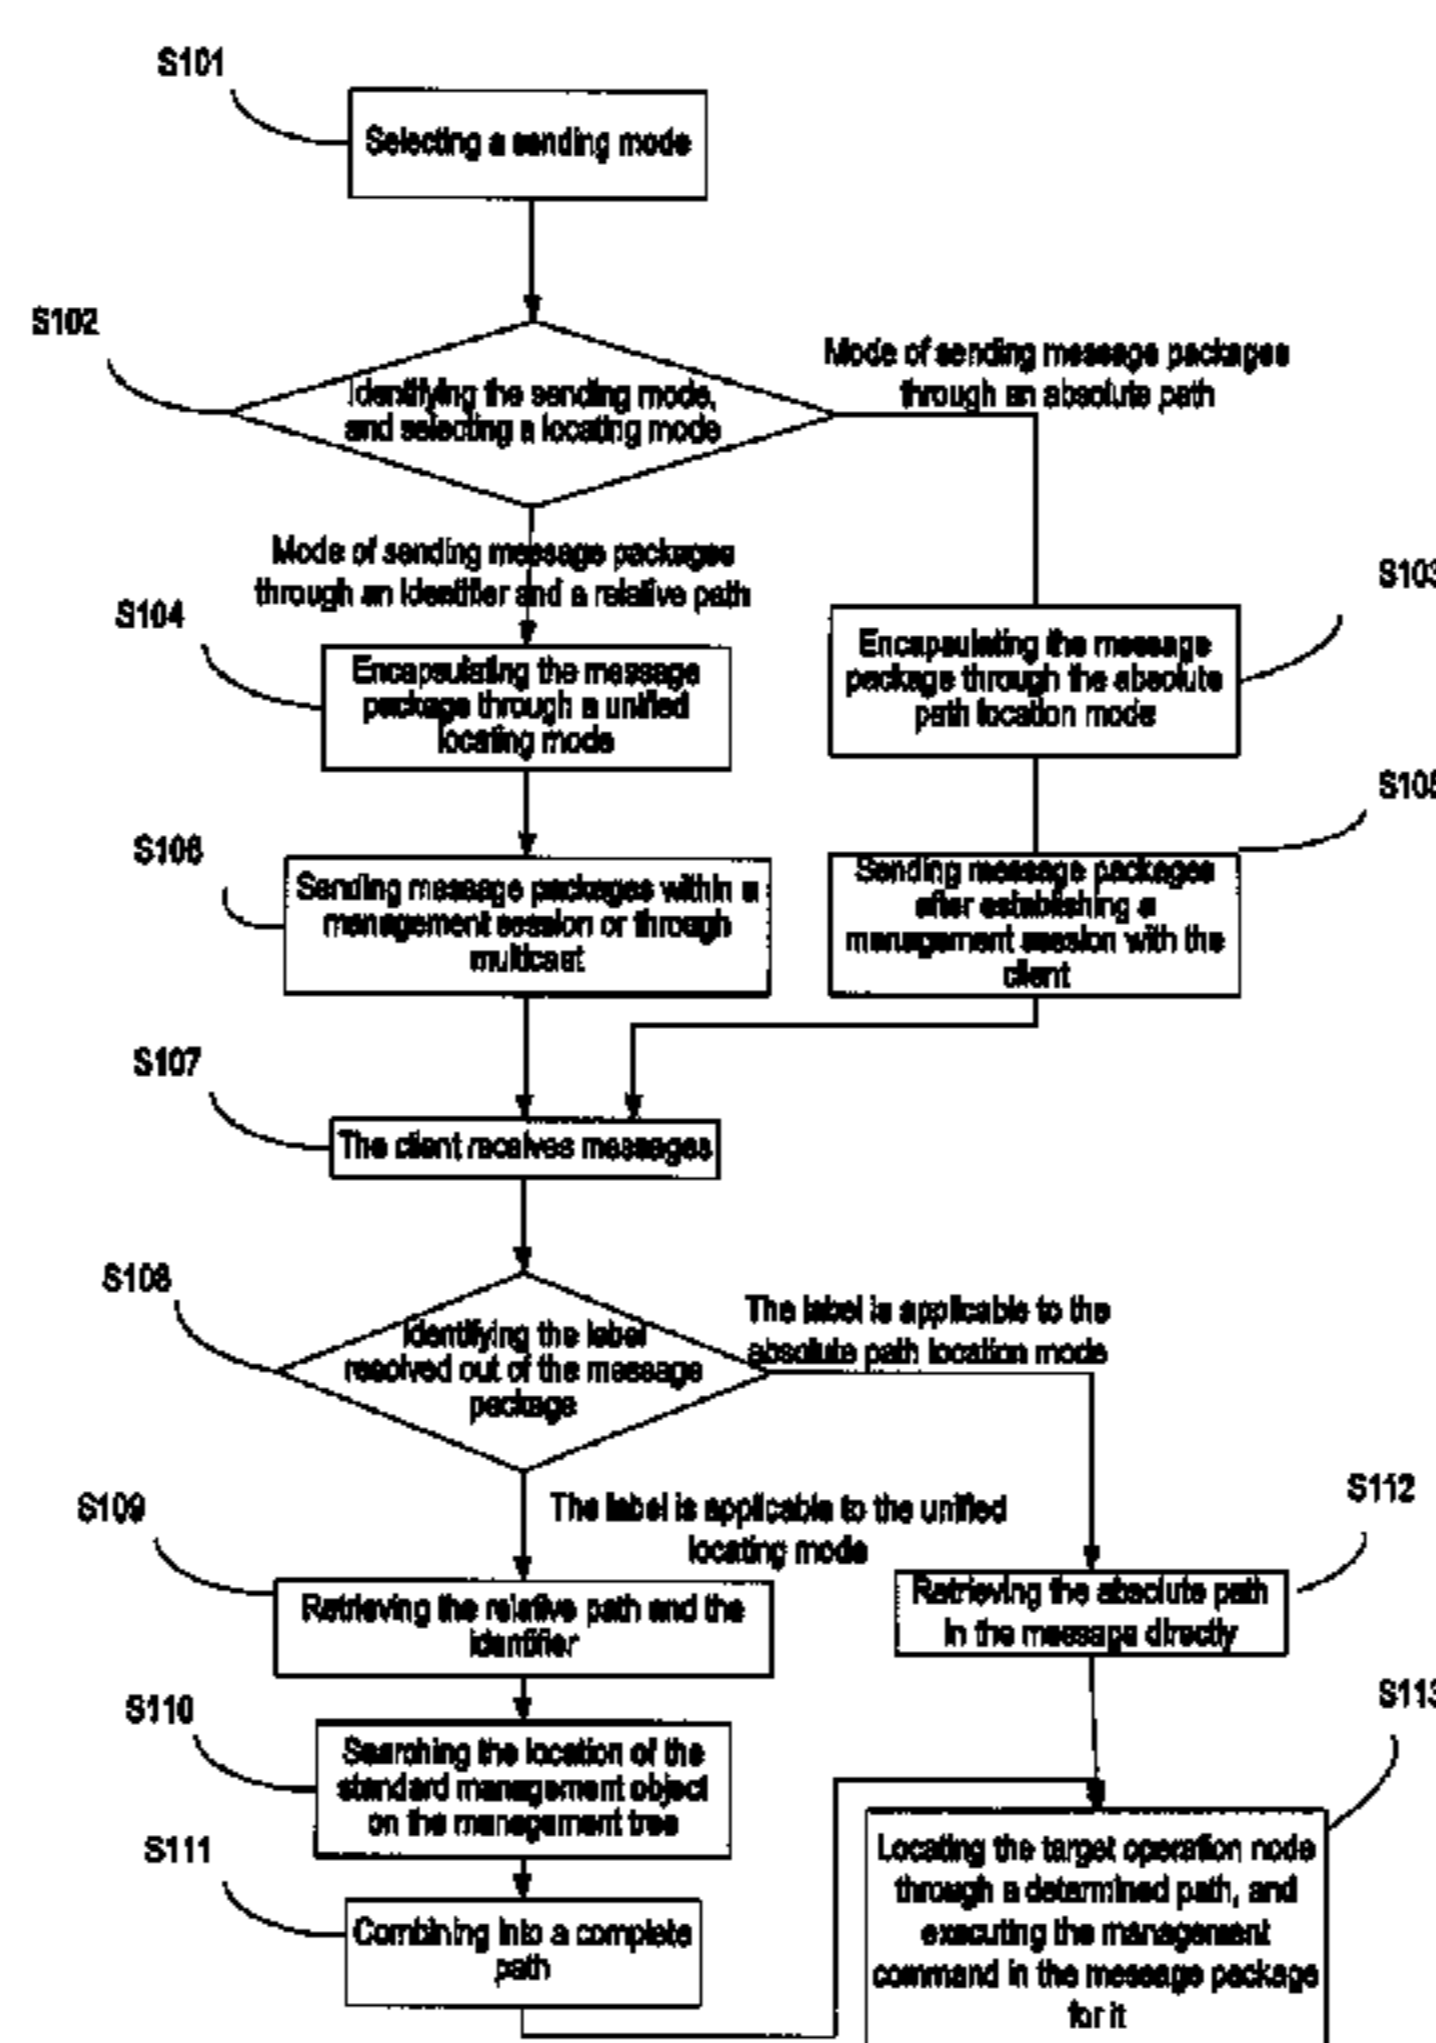 S101
Selecting a sending mode
S102
Identifying the sending mode,
and selecting a locating mode
Mode of sending message packages
through an absolute path
Mode of sending message packages
through an identifier and a relative path
S103
S104
Encapsulating the message
package through a unified
locating mode
Encapsulating the message
package through the absolute
path location mode
S105
S106
Sending message packages within a
management session or through
multicast
Sending message packages
after establishing a
management session with the
client
S107
The client receives messages
S108
Identifying the label
resolved out of the message
package
The label is applicable to the
absolute path location mode
S109
The label is applicable to the unified
locating mode
S112
Retrieving the relative path and the
identifier
Retrieving the absolute path
in the message directly
S110
Searching the location of the
standard management object
on the management tree
S113
S111
Combining into a complete
path
Locating the target operation node
through a determined path, and
executing the management
command in the message package
for it